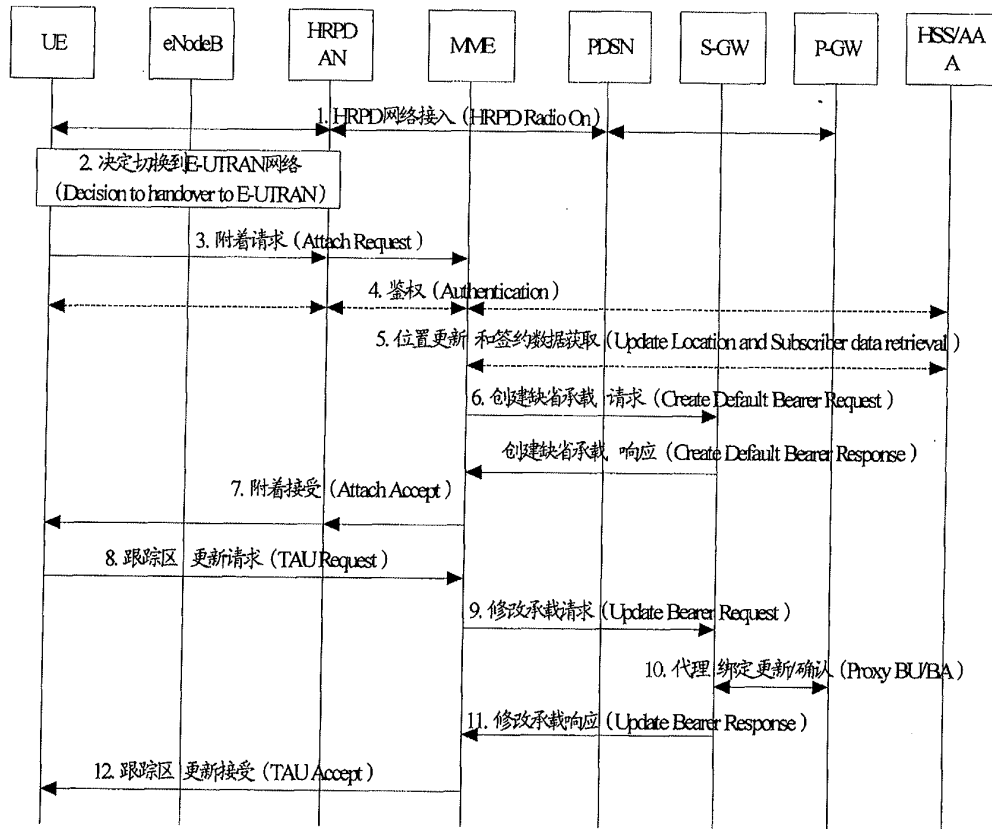 UE
eNodeB
HRPD
AN
MME
PDSN
S-GW
P-GW
HSS/AA
A
1. HRPD网络接入 (HRPD Radio On)
2. 决定切换到E-UTRAN网络
(Decision to handover to E-UTRAN)
3. 附着请求 (Attach Request)
4. 鉴权 (Authentication)
5. 位置更新 和签约数据获取 (Update Location and Subscriber data retrieval)
6. 创建缺省承载 请求 (Create Default Bearer Request)
创建缺省承载 响应 (Create Default Bearer Response)
7. 附着接受 (Attach Accept)
8. 跟踪区 更新请求 (TAU Request)
9. 修改承载请求 (Update Bearer Request)
10. 代理 绑定更新/确认 (Proxy BU/BA)
11. 修改承载响应 (Update Bearer Response)
12. 跟踪区 更新接受 (TAU Accept)